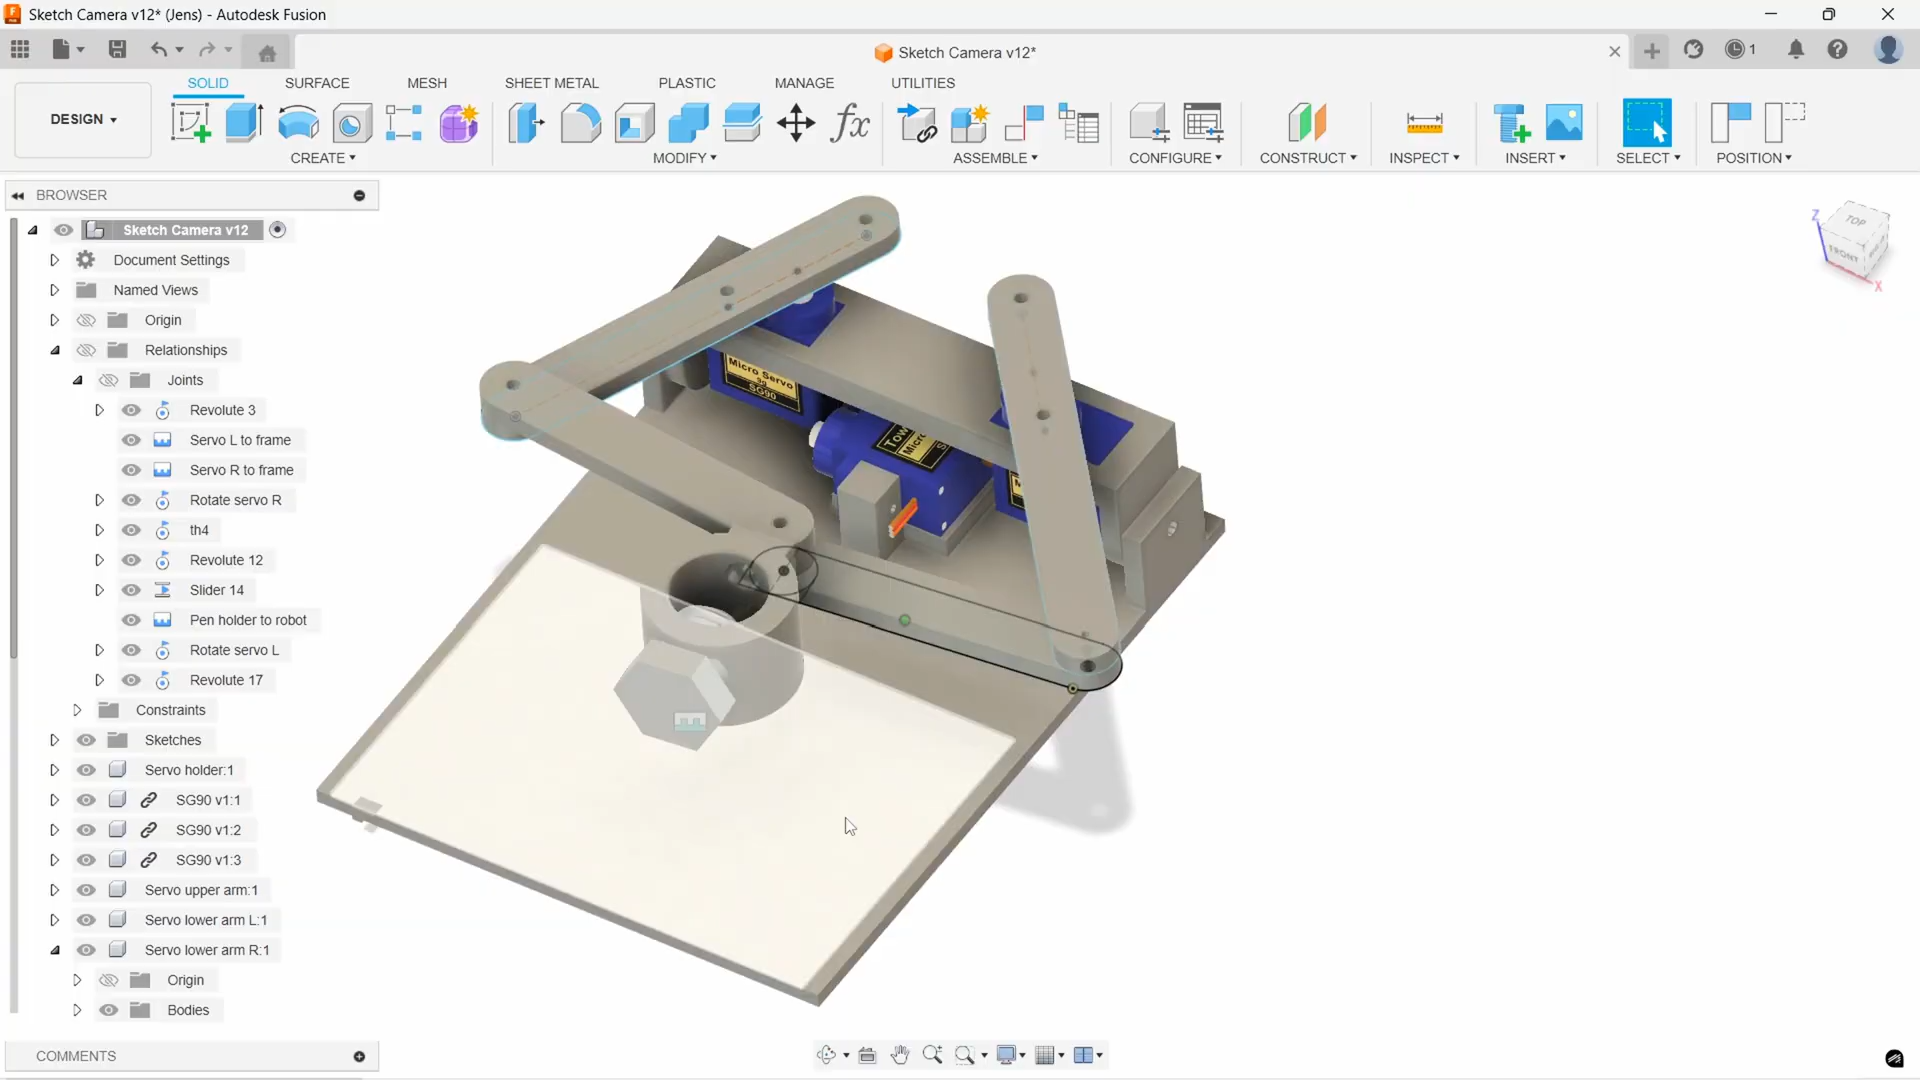 Sketch Camera v12* (Jens) - Autodesk Fusion
Sketch Camera v12*
1
SOLID
SURFACE
MESH
SHEET METAL
PLASTIC
MANAGE
UTILITIES
DESIGN
fx
CREATE
MODIFY
ASSEMBLE
CONFIGURE
CONSTRUCT
INSPECT
INSERT
SELECT
POSITION
BROWSER
Sketch Camera v12
Document Settings
Named Views
Origin
Relationships
Joints
Revolute 3
Servo L to frame
Servo R to frame
Rotate servo R
th4
Revolute 12
Slider 14
Pen holder to robot
Rotate servo L
Revolute 17
Constraints
Sketches
Servo holder:1
SG90 v1:1
SG90 v1:2
SG90 v1:3
Servo upper arm:1
Servo lower arm L:1
Servo lower arm R:1
Origin
Bodies
COMMENTS
Z
TOP
FRONT
X
Micro Servo
9g
SG90
Tow
Micro